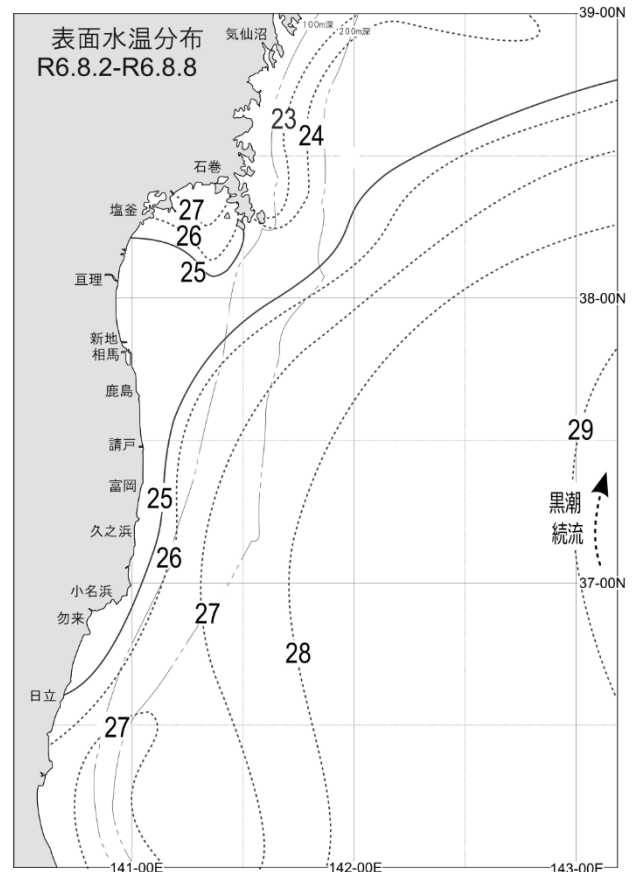 表面水温分布
R6.8.2-R6.8.8
39-00N
100m深
200m深
気仙沼
23
24
石巻
塩釜
27
26
25
亘理
38-00N
新地
相馬
鹿島
29
請戸
富岡
25
黒潮
続流
久之浜
26
37-00N
小名浜
勿来
27
28
日立
27
141-00E
142-00E
143-00E